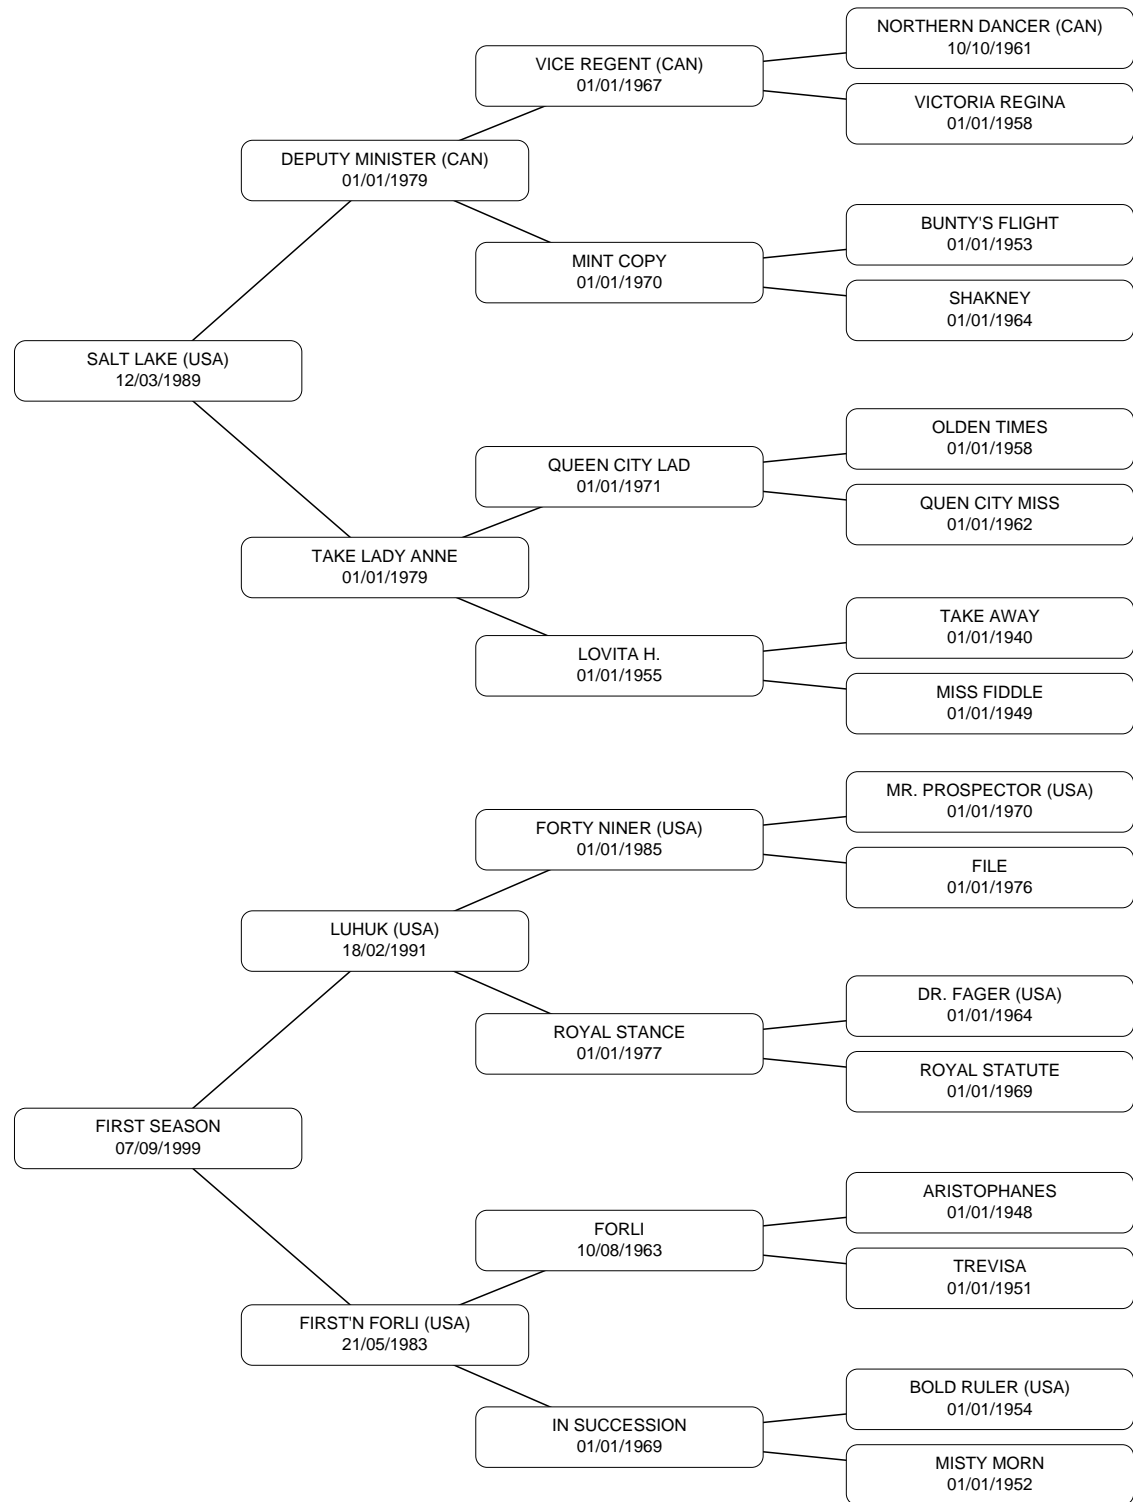 NORTHERN DANCER (CAN)
10/10/1961
VICE REGENT (CAN)
01/01/1967
VICTORIA REGINA
01/01/1958
DEPUTY MINISTER (CAN)
01/01/1979
BUNTY'S FLIGHT
01/01/1953
MINT COPY
01/01/1970
SHAKNEY
01/01/1964
SALT LAKE (USA)
12/03/1989
OLDEN TIMES
01/01/1958
QUEEN CITY LAD
01/01/1971
QUEN CITY MISS
01/01/1962
TAKE LADY ANNE
01/01/1979
TAKE AWAY
01/01/1940
LOVITA H.
01/01/1955
MISS FIDDLE
01/01/1949
MR. PROSPECTOR (USA)
01/01/1970
FORTY NINER (USA)
01/01/1985
FILE
01/01/1976
LUHUK (USA)
18/02/1991
DR. FAGER (USA)
01/01/1964
ROYAL STANCE
01/01/1977
ROYAL STATUTE
01/01/1969
FIRST SEASON
07/09/1999
ARISTOPHANES
01/01/1948
FORLI
10/08/1963
TREVISA
01/01/1951
FIRST'N FORLI (USA)
21/05/1983
BOLD RULER (USA)
01/01/1954
IN SUCCESSION
01/01/1969
MISTY MORN
01/01/1952